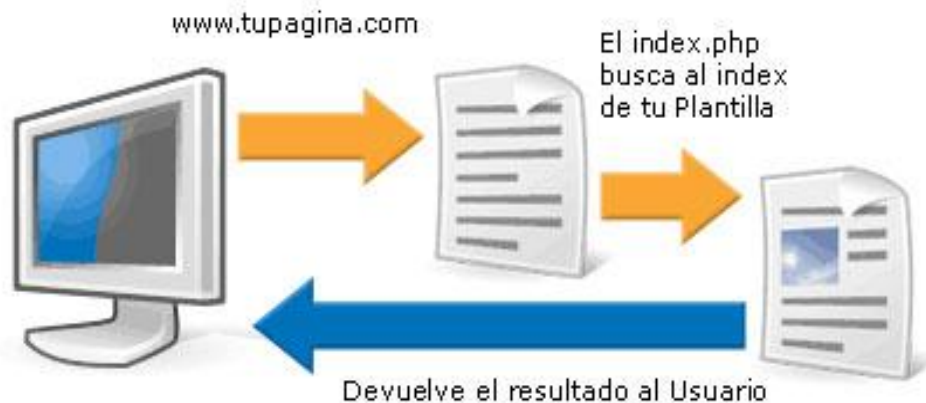 www.tupagina.com
El index.php
busca al index
de tu Plantilla
Devuelve el resultado al Usuario